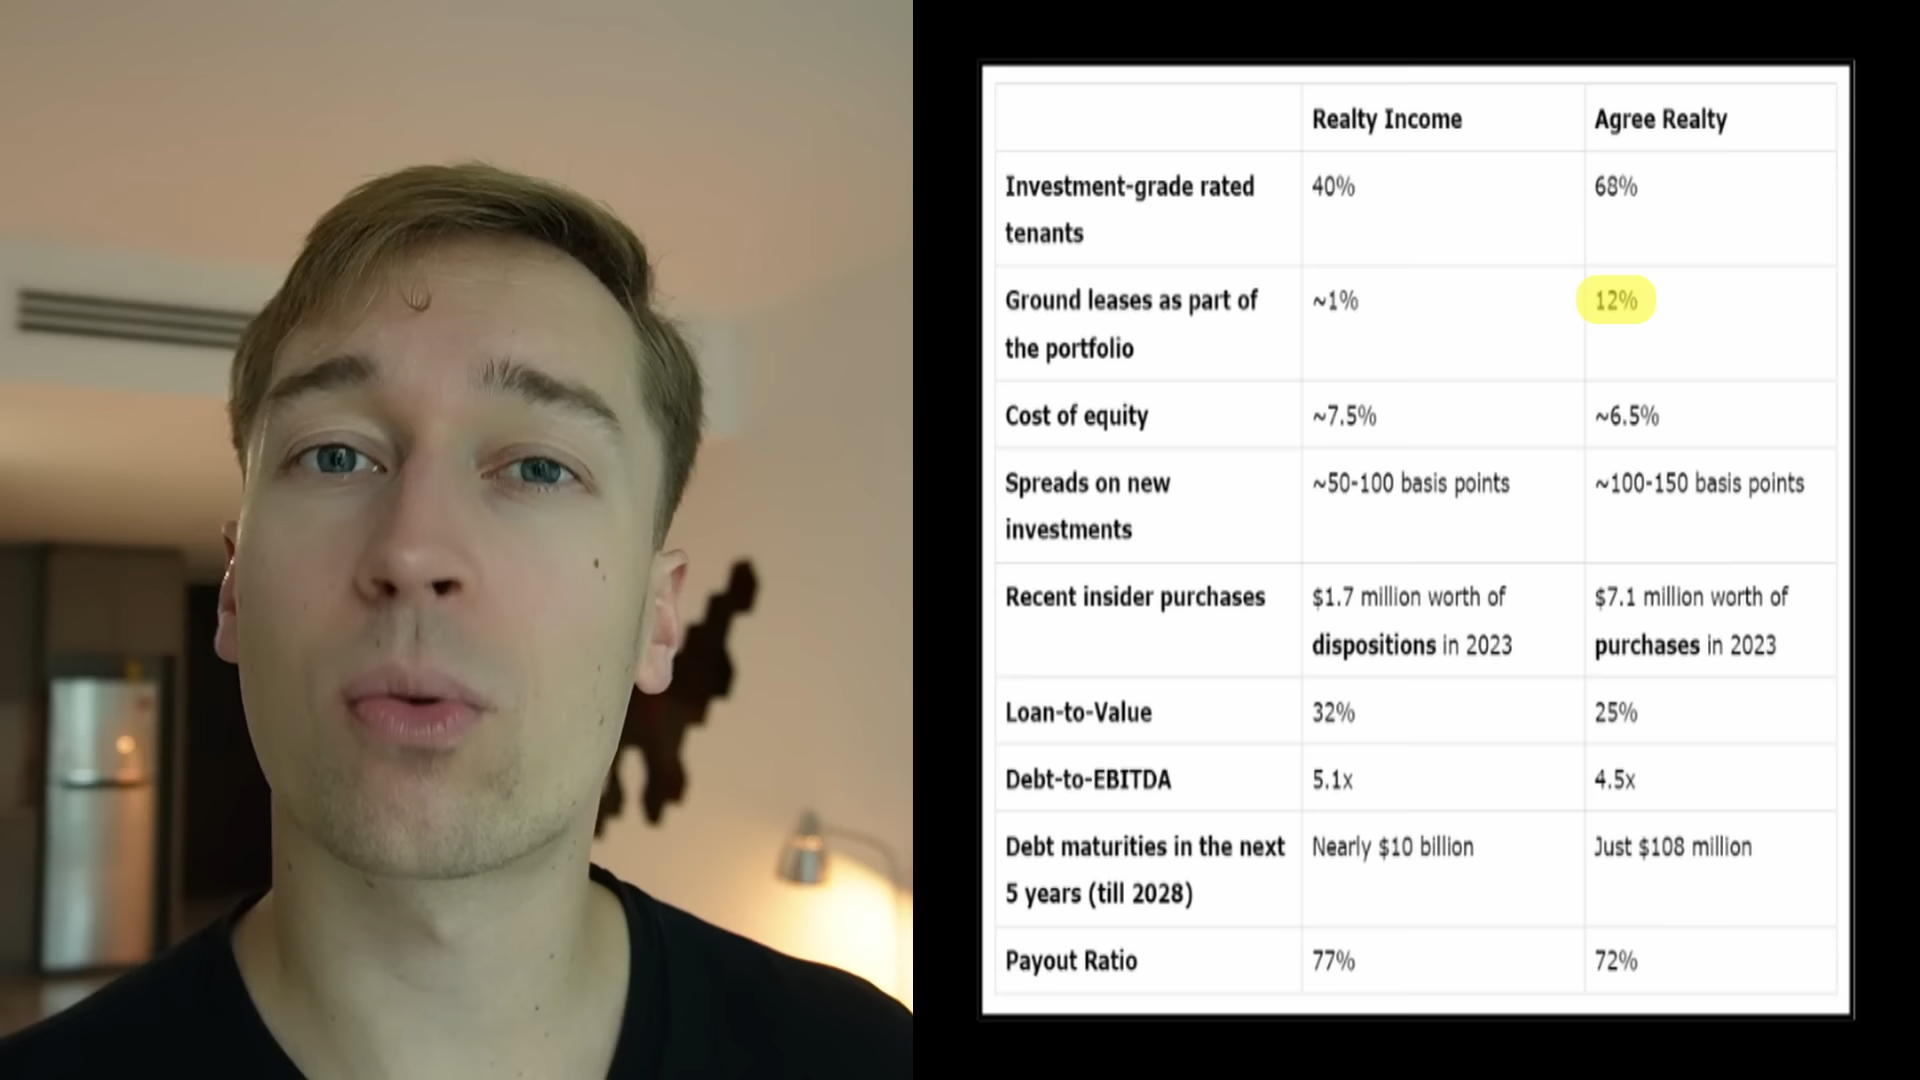 Realty Income Agree Realty
Investment-grade rated 40% 68%
tenants
Ground leases as part of ~1% 12%
the portfolio
Cost of equity ~7.5% ~6.5%
Spreads on new ~50-100 basis points ~100-150 basis points
investments
Recent insider purchases $1.7 million worth of $7.1 million worth of
dispositions in 2023 purchases in 2023
Loan-to-Value 32% 25%
Debt-to-EBITDA 5.1x 4.5x
Debt maturities in the next Nearly $10 billion Just $108 million
5 years (till 2028)
Payout Ratio 77% 72%